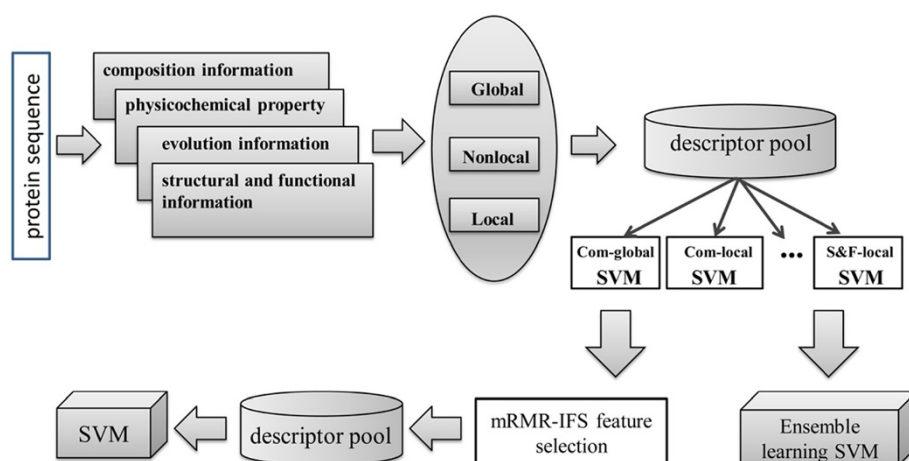 protein sequence
composition information
physicochemical property
evolution information
structural and functional
information
Global
Nonlocal
Local
descriptor pool
Com-global
SVM
Com-local
SVM
...
S&F-local
SVM
SVM
descriptor pool
mRMR-IFS feature
selection
Ensemble
learning SVM